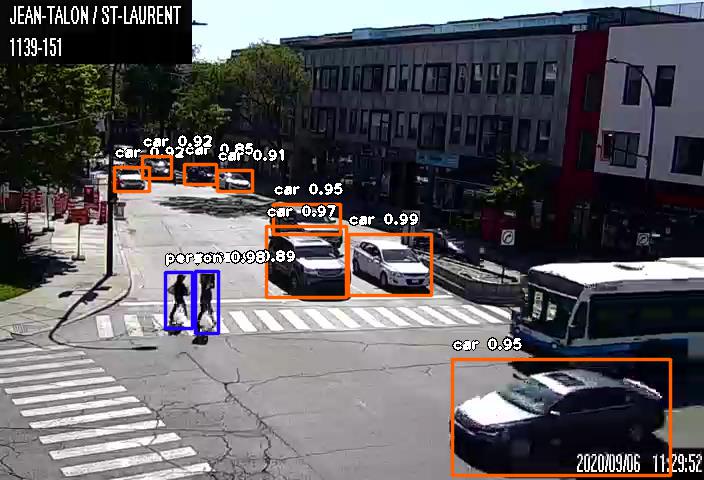 JEAN-TALON / ST-LAURENT
1139-151
car 0.92
car 0.92
car 0.85
car 0.91
car 0.95
car 0.97
car 0.99
person 0.98
0.89
car 0.95
2020/09/06 11:29:52